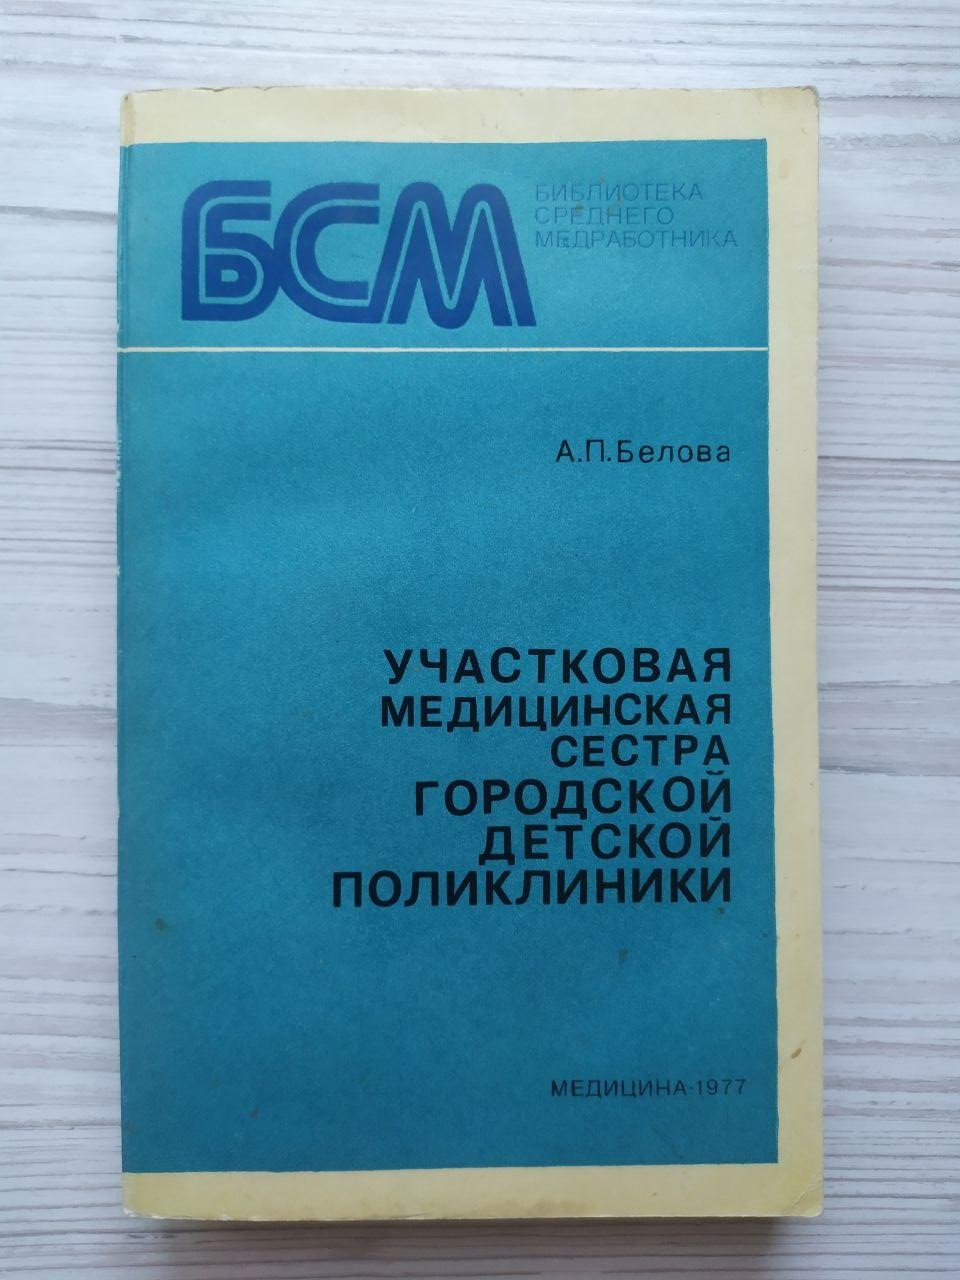 БСМ
БИБЛИОТЕКА
СРЕДНЕГО
МЕДРАБОТНИКА
А.П.Белова
УЧАСТКОВАЯ
МЕДИЦИНСКАЯ
СЕСТРА
ГОРОДСКОЙ
ДЕТСКОЙ
ПОЛИКЛИНИКИ
МЕДИЦИНА·1977